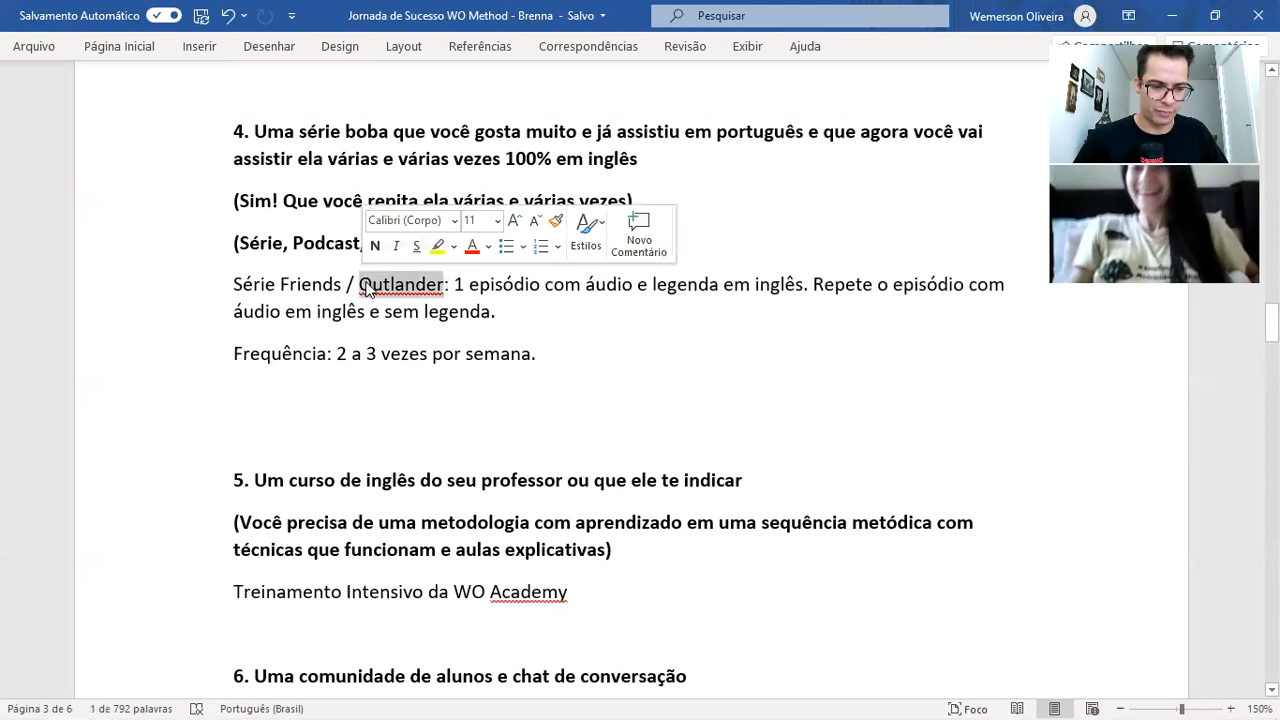 Salvamento Automático Jornada de Sucesso WO Method - Brenna - Salvo Pesquisar Wemerson Oliveira
Arquivo Página Inicial Inserir Desenhar Design Layout Referências Correspondências Revisão Exibir Ajuda
4. Uma série boba que você gosta muito e já assistiu em português e que agora você vai
assistir ela várias e várias vezes 100% em inglês
(Sim! Que você repita ela várias e várias vezes)
(Série, Podcast,
Calibri (Corpo) 11
N I S A Estilos Novo
Comentário
Série Friends / Outlander: 1 episódio com áudio e legenda em inglês. Repete o episódio com
áudio em inglês e sem legenda.
Frequência: 2 a 3 vezes por semana.
5. Um curso de inglês do seu professor ou que ele te indicar
(Você precisa de uma metodologia com aprendizado em uma sequência metódica com
técnicas que funcionam e aulas explicativas)
Treinamento Intensivo da WO Academy
6. Uma comunidade de alunos e chat de conversação
Página 3 de 6 1 de 792 palavras Português (Brasil) Foco 150%